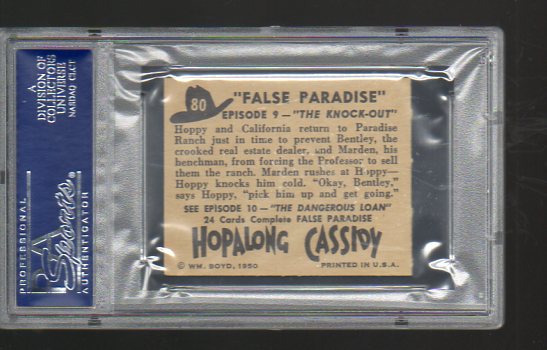 A
DIVISION OF
COLLECTORS
UNIVERSE
NASDAQ: CLCT
PSA
Sports
PROFESSIONAL
AUTHENTICATOR
80
"FALSE PARADISE"
EPISODE 9 — "THE KNOCK-OUT"
Hoppy and California return to Paradise
Ranch just in time to prevent Bentley, the
crooked real estate dealer, and Marden, his
henchman, from forcing the Professor to sell
them the ranch. Marden rushes at Hoppy—
Hoppy knocks him cold. "Okay, Bentley,"
says Hoppy, "pick him up and get going."
SEE EPISODE 10 — "THE DANGEROUS LOAN"
24 Cards Complete FALSE PARADISE
HOPALONG CASSIDY
© WM. BOYD, 1950 PRINTED IN U.S.A.